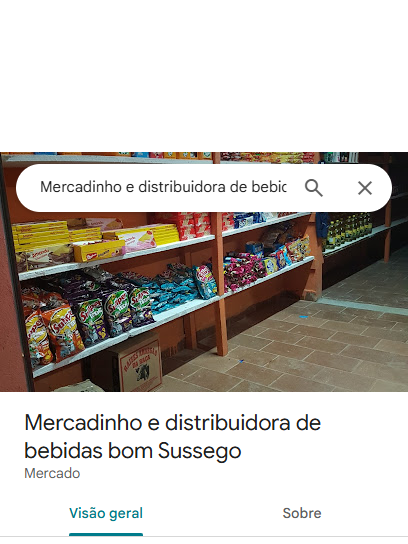 Mercadinho e distribuidora de bebic
Mercadinho e distribuidora de
bebidas bom Sussego
Mercado
Visão geral
Sobre